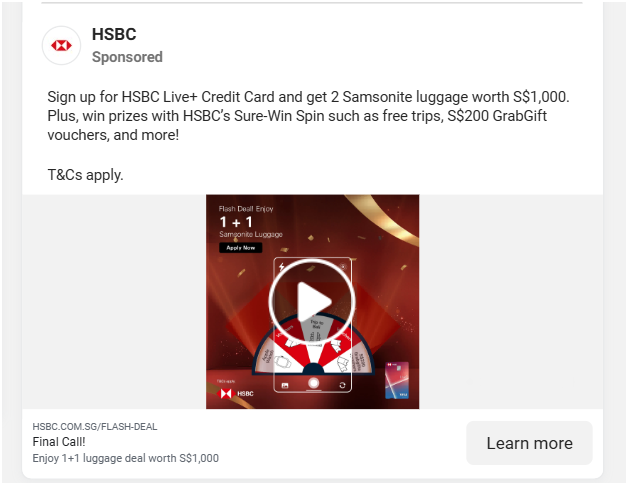 HSBC
Sponsored
Sign up for HSBC Live+ Credit Card and get 2 Samsonite luggage worth S$1,000.
Plus, win prizes with HSBC’s Sure-Win Spin such as free trips, S$200 GrabGift
vouchers, and more!
T&Cs apply.
Flash Deal! Enjoy
1 + 1
Samsonite Luggage
Apply Now
HSBC
HSBC.COM.SG/FLASH-DEAL
Final Call!
Enjoy 1+1 luggage deal worth S$1,000
Learn more